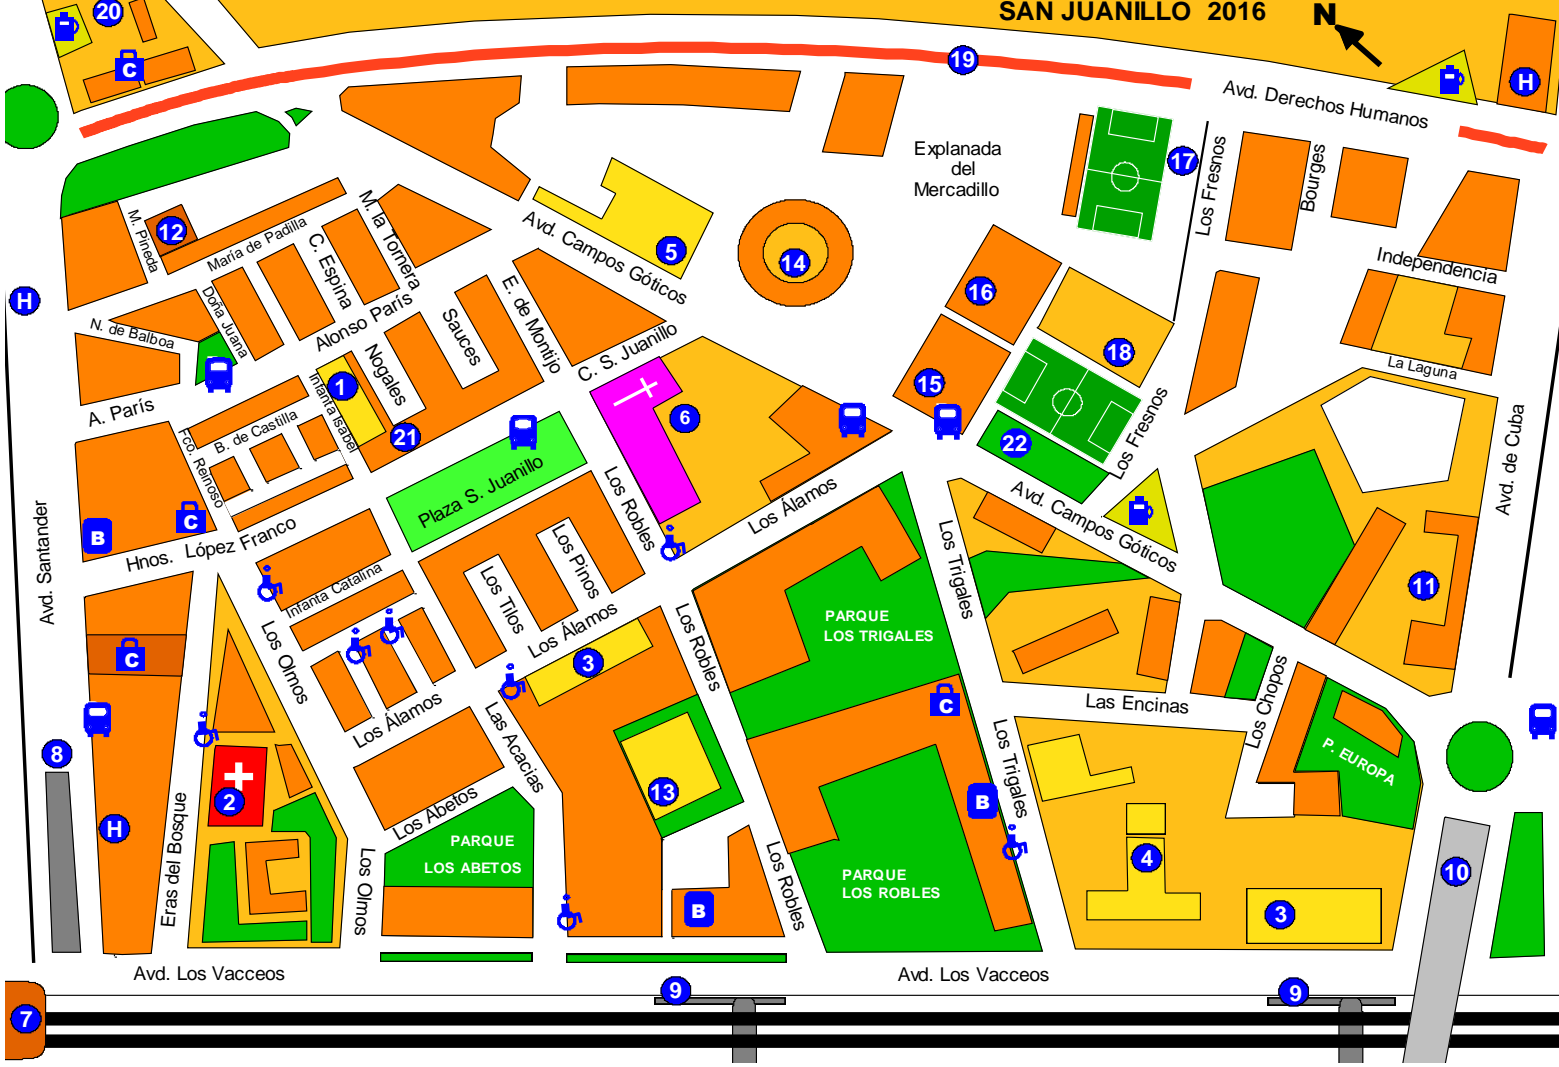 SAN JUANILLO 2016
N
20
C
19
H
Avd. Derechos Humanos
17
Los Fresnos
Bourges
Explanada
del
Mercadillo
12
M. Pineda
María de Padilla
C. Espina
M. la Tornera
Avd. Campos Góticos
5
14
16
Independencia
H
N. de Balboa
Doña Juana
Alonso París
Sauces
E. de Montijo
C. S. Juanillo
18
La Laguna
A. París
1
Infanta Isabel
Nogales
21
6
15
22
Los Fresnos
Avd. de Cuba
Fco. Reinoso
B. de Castilla
Plaza S. Juanillo
Los Robles
Los Álamos
Avd. Campos Góticos
Avd. Santander
B
C
Hnos. López Franco
Infanta Catalina
Los Tilos
Los Pinos
Los Trigales
11
C
Los Olmos
Los Álamos
3
Los Robles
PARQUE
LOS TRIGALES
Las Encinas
Los Chopos
P. EUROPA
C
8
H
2
Eras del Bosque
Los Álamos
Las Acacias
Los Abetos
13
Los Trigales
B
PARQUE
LOS ABETOS
Los Olmos
B
Los Robles
PARQUE
LOS ROBLES
4
3
10
Avd. Los Vacceos
Avd. Los Vacceos
9
9
7